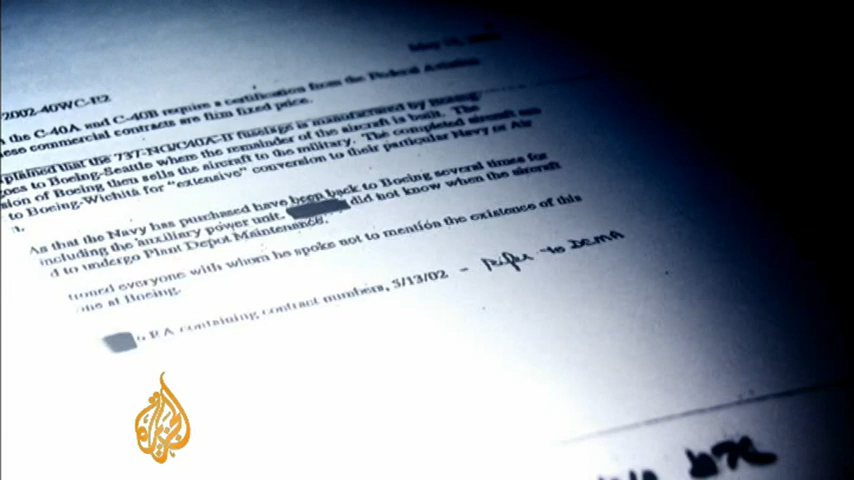 2002-40WC-E2
the C-40A and C-40B require a certification from the Federal Aviation
ese commercial contracts are firm fixed price.
xplained that the 737-NG/C40A-B fuselage is manufactured by Boeing
goes to Boeing-Seattle where the remainder of the aircraft is built. The
sion of Boeing then sells the aircraft to the military. The completed aircraft are
to Boeing-Wichita for "extensive" conversion to their particular Navy or Air
As that the Navy has purchased have been back to Boeing several times for
including the auxiliary power unit. did not know when the aircraft
d to undergo Plant Depot Maintenance.
tioned everyone with whom he spoke not to mention the existence of this
at Boeing.
containing contract numbers, 5/13/02 – refer to DCMA